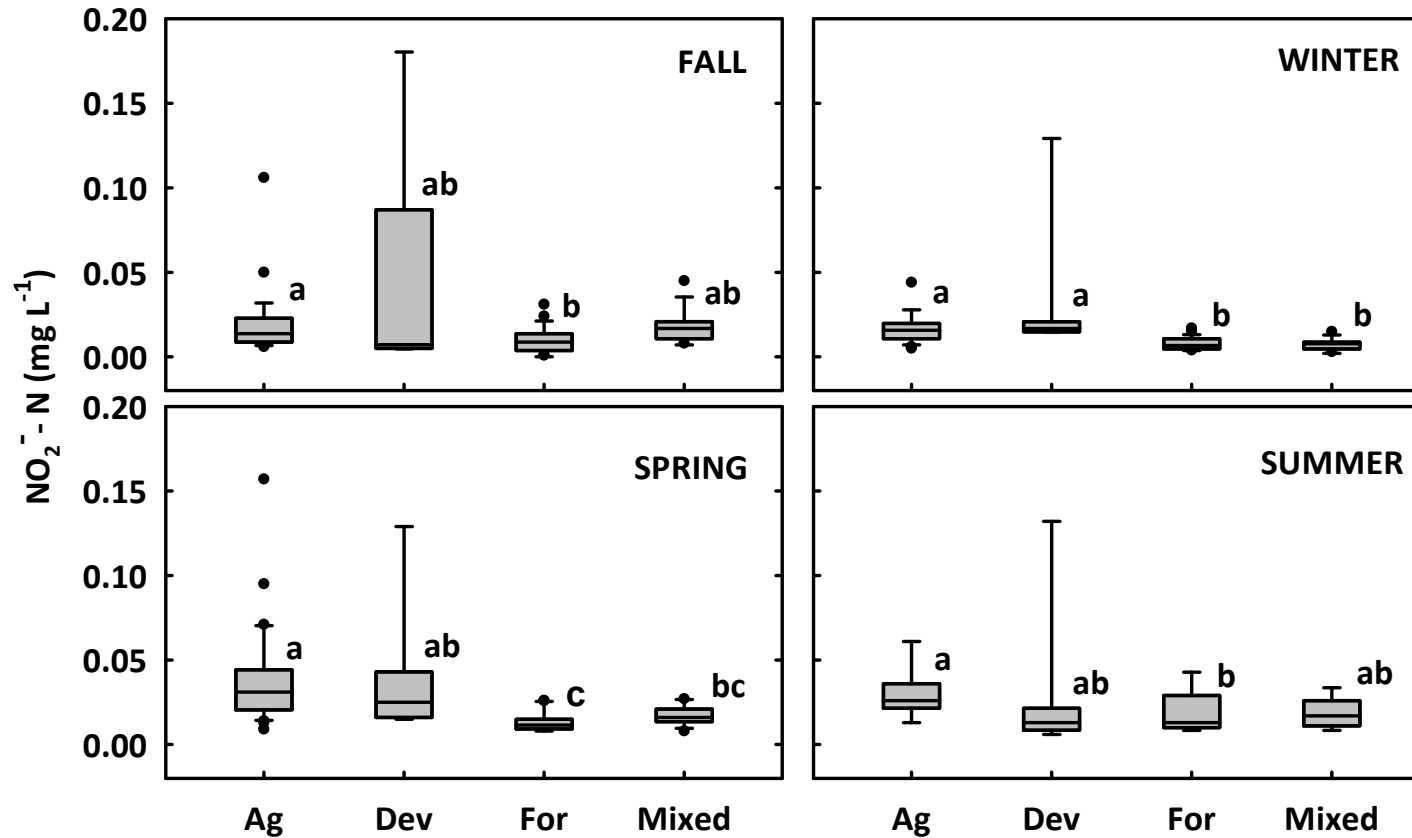 NO₂⁻- N (mg L⁻¹)
0.20
0.15
0.10
0.05
0.00
FALL
a
ab
b
ab
WINTER
a
a
b
b
0.20
0.15
0.10
0.05
0.00
SPRING
a
ab
c
bc
SUMMER
a
ab
b
ab
Ag Dev For Mixed
Ag Dev For Mixed